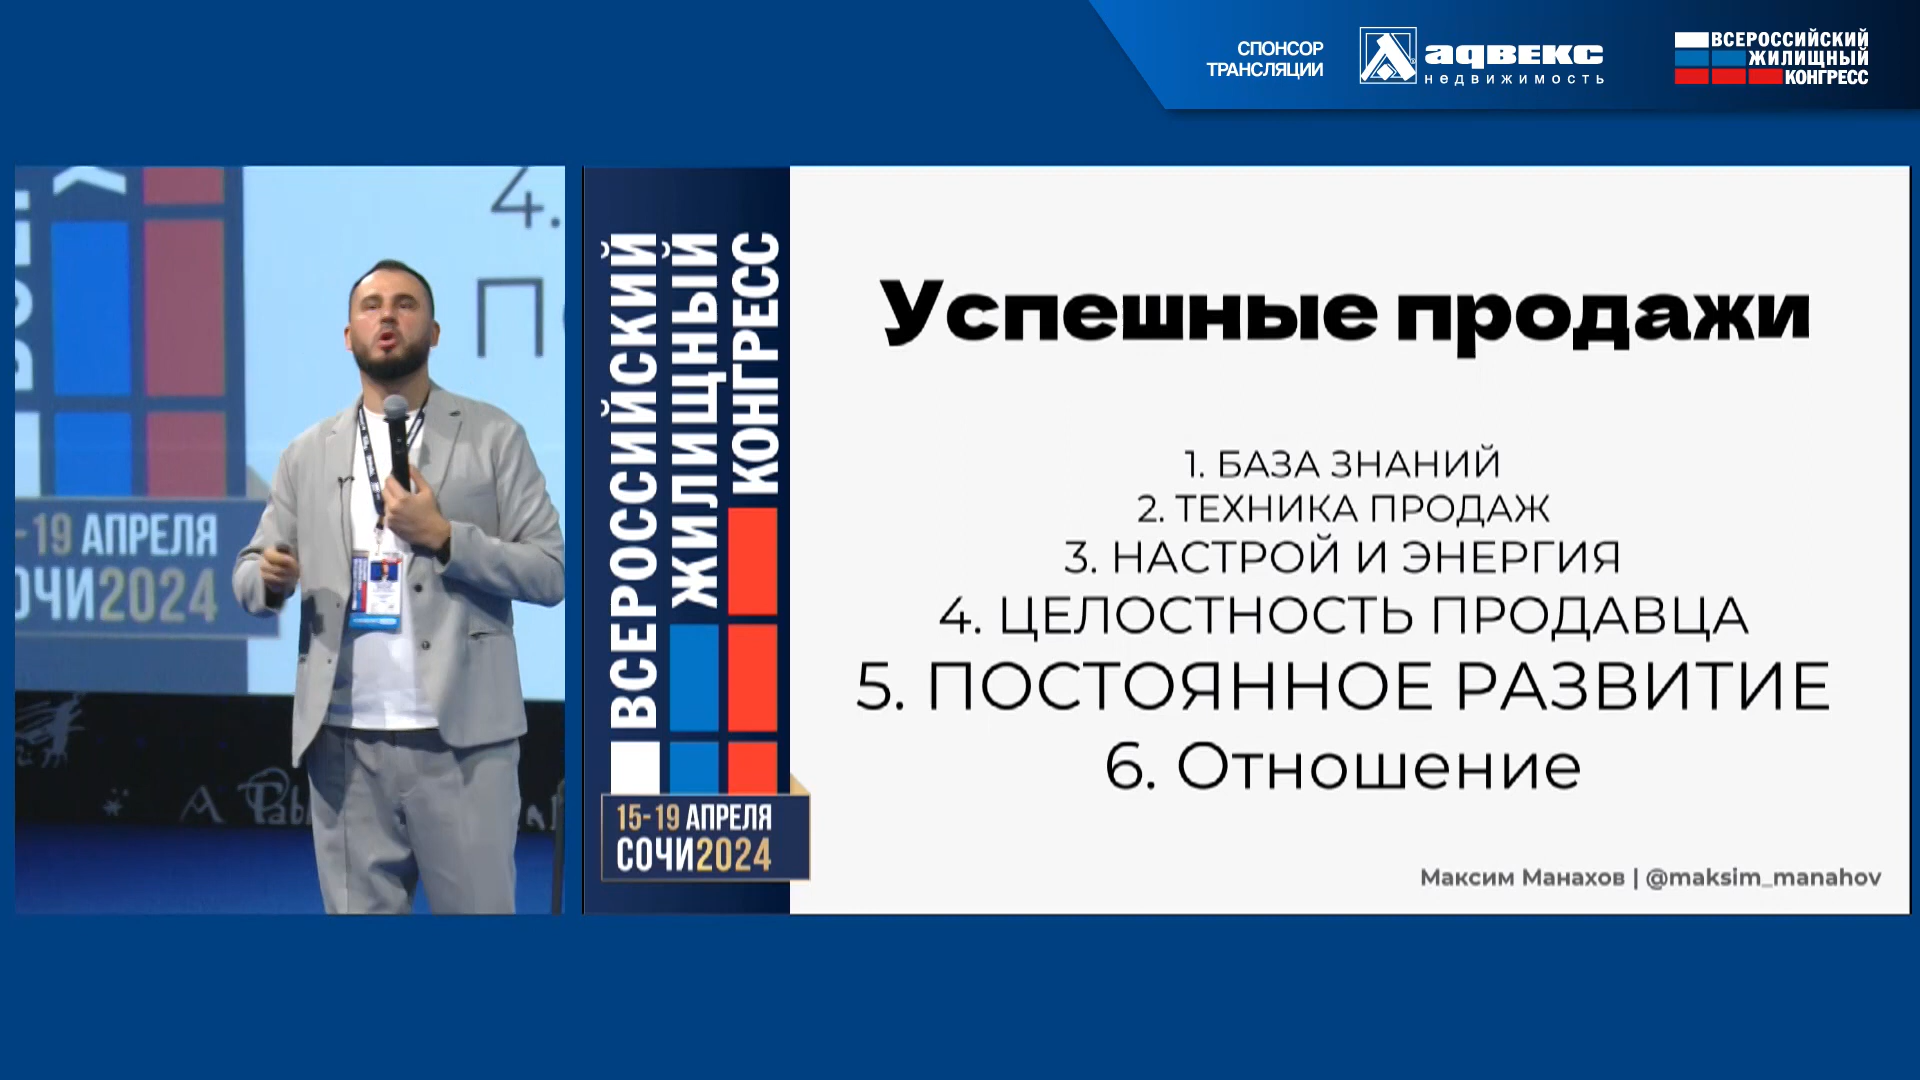 СПОНСОР
ТРАНСЛЯЦИИ
адвекс
недвижимость
ВСЕРОССИЙСКИЙ
ЖИЛИЩНЫЙ
КОНГРЕСС
4.
19 АПРЕЛЯ
ОЧИ2024
ВСЕРОССИЙСКИЙ
ЖИЛИЩНЫЙ
КОНГРЕСС
15-19 АПРЕЛЯ
СОЧИ2024
Успешные продажи
1. БАЗА ЗНАНИЙ
2. ТЕХНИКА ПРОДАЖ
3. НАСТРОЙ И ЭНЕРГИЯ
4. ЦЕЛОСТНОСТЬ ПРОДАВЦА
5. ПОСТОЯННОЕ РАЗВИТИЕ
6. Отношение
Максим Манахов | @maksim_manahov